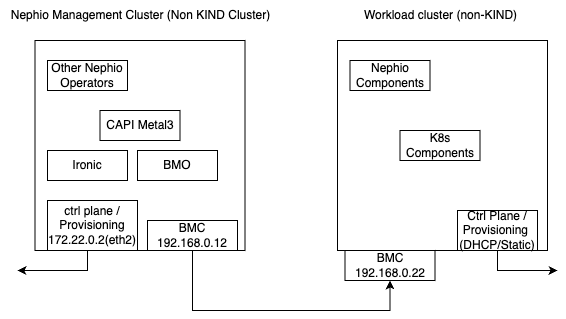 Nephio Management Cluster (Non KIND Cluster)
Other Nephio
Operators
CAPI Metal3
Ironic
BMO
ctrl plane /
Provisioning
172.22.0.2(eth2)
BMC
192.168.0.12
Workload cluster (non-KIND)
Nephio
Components
K8s
Components
Ctrl Plane /
Provisioning
(DHCP/Static)
BMC
192.168.0.22